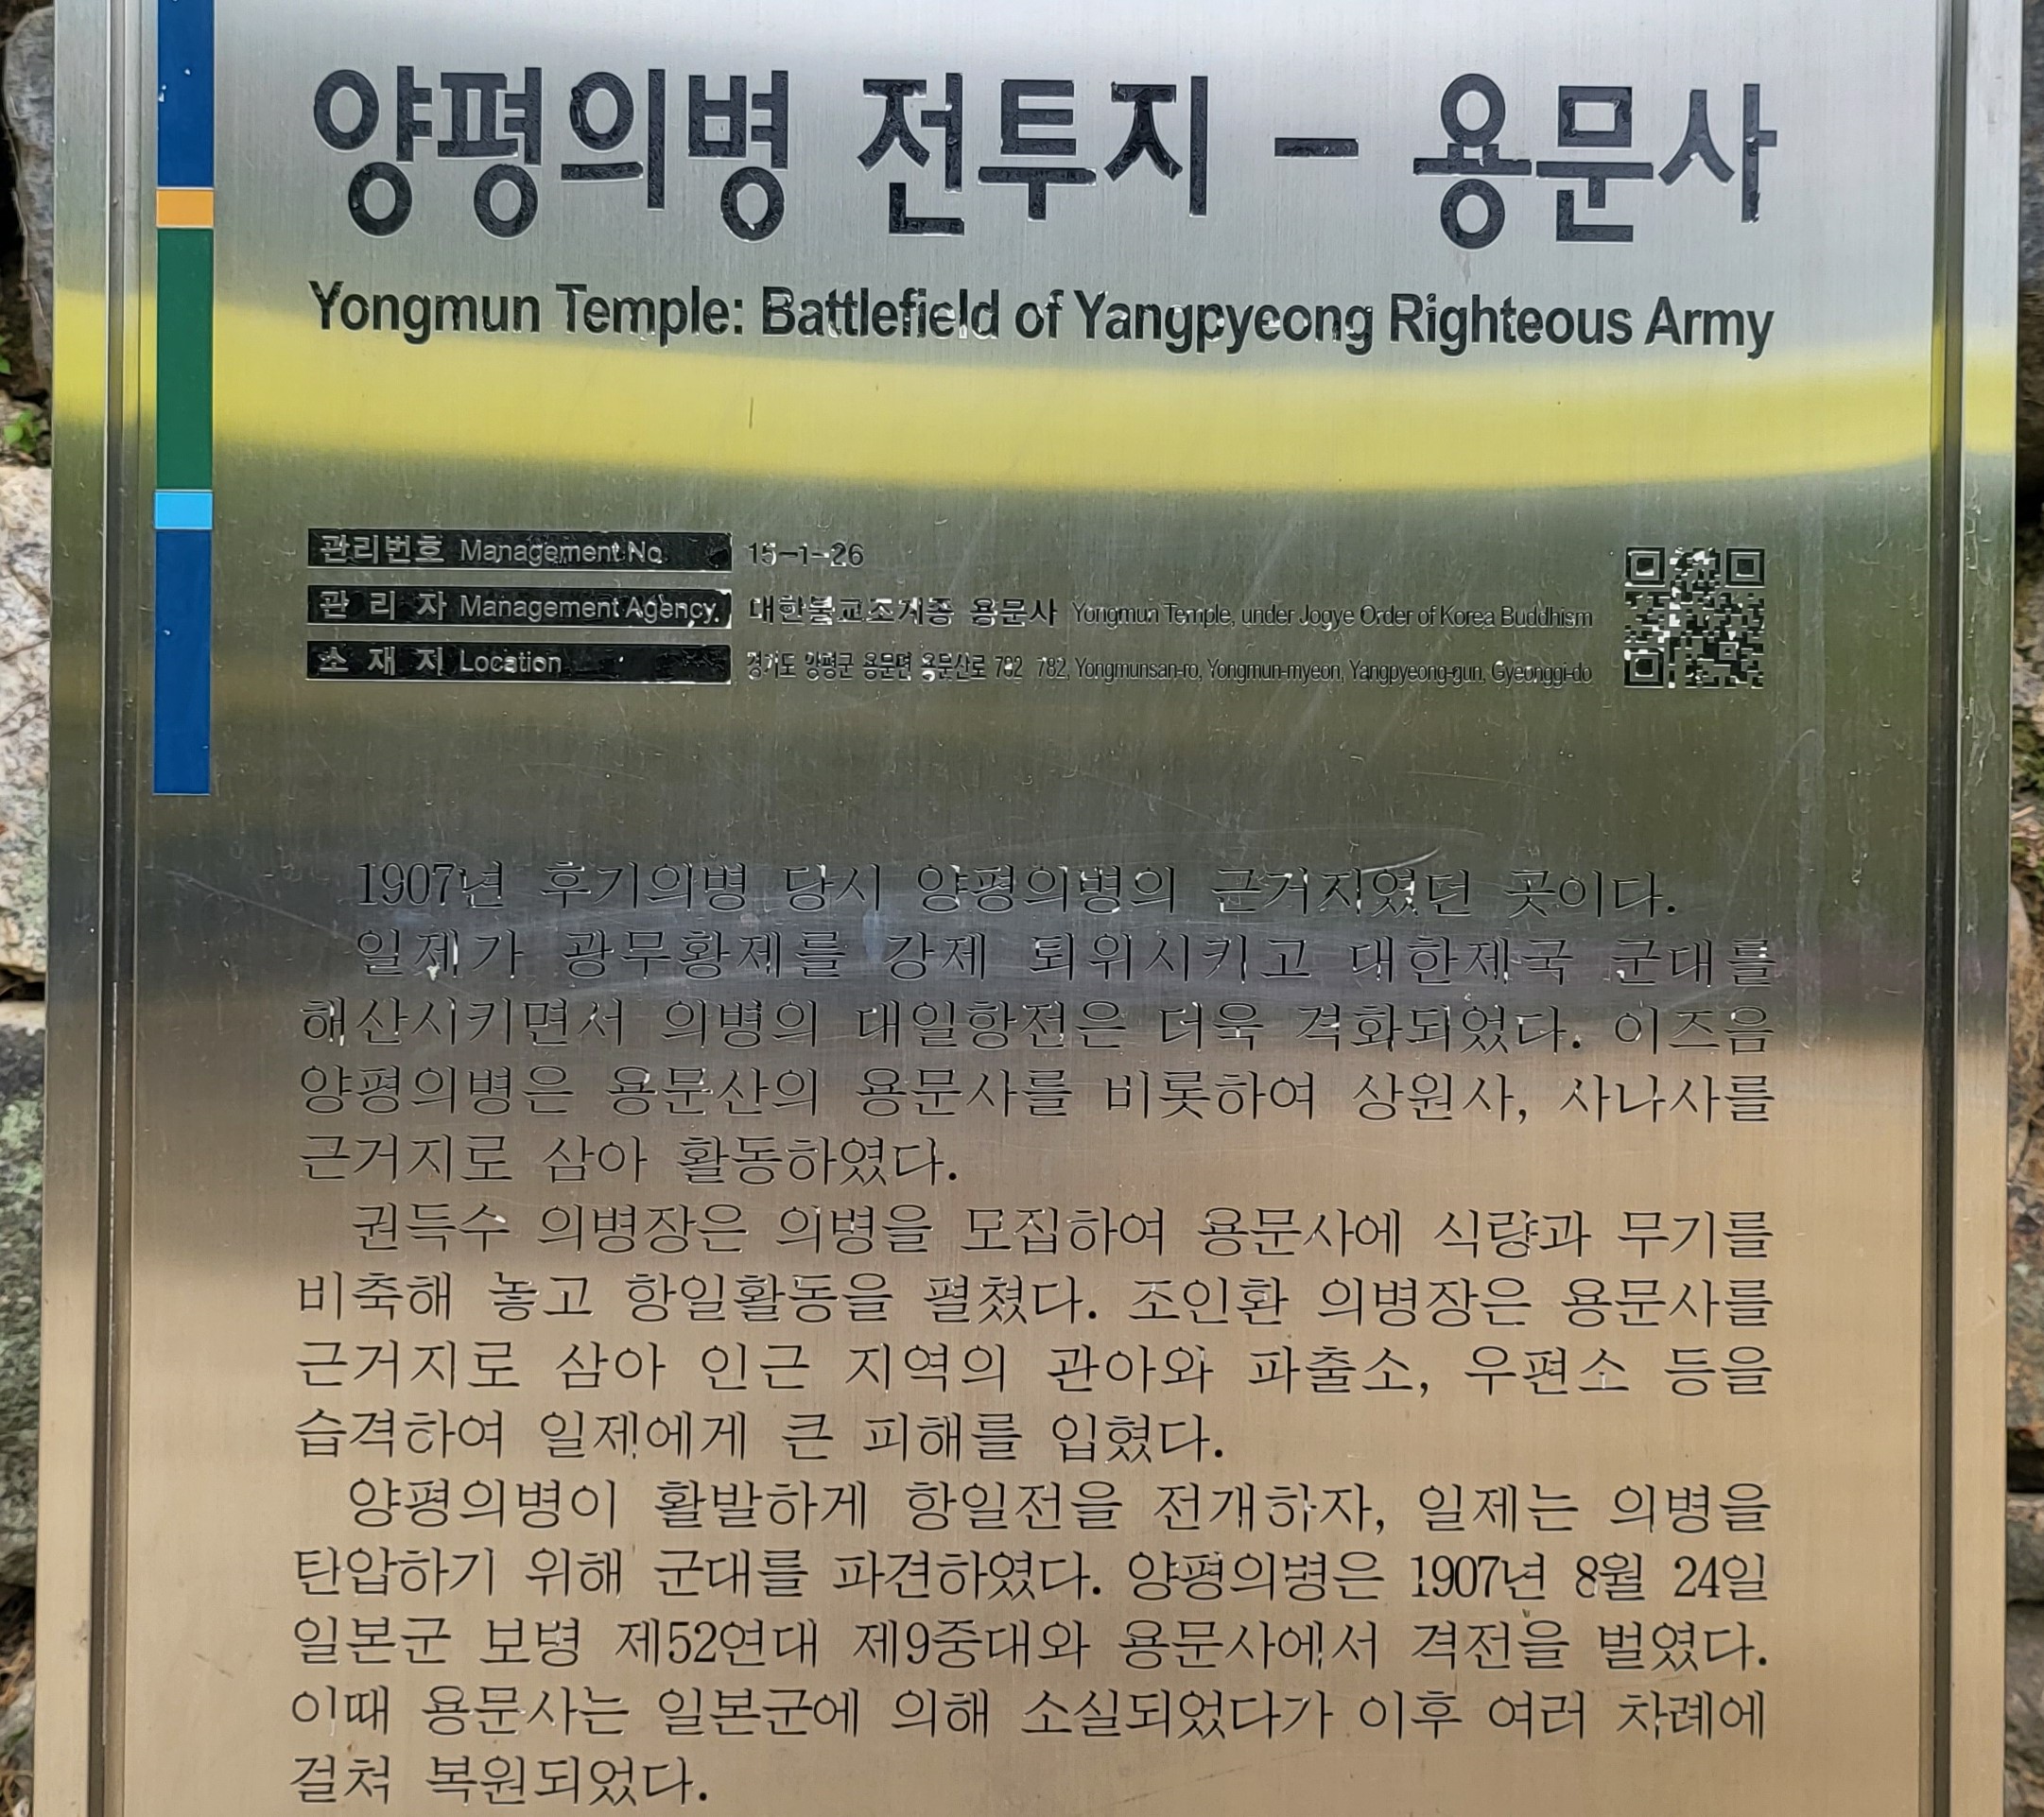 양평의병 전투지 – 용문사
Yongmun Temple: Battlefield of Yangpyeong Righteous Army
관리번호 Management No. 15-1-26
관 리 자 Management Agency. 대한불교조계종 용문사 Yongmun Temple, under Jogye Order of Korea Buddhism
소 재 지 Location 경기도 양평군 용문면 용문산로 782 782, Yongmunsan-ro, Yongmun-myeon, Yangpyeong-gun, Gyeonggi-do
1907년 후기의병 당시 양평의병의 근거지였던 곳이다.
일제가 광무황제를 강제 퇴위시키고 대한제국 군대를
해산시키면서 의병의 대일항전은 더욱 격화되었다. 이즈음
양평의병은 용문산의 용문사를 비롯하여 상원사, 사나사를
근거지로 삼아 활동하였다.
권득수 의병장은 의병을 모집하여 용문사에 식량과 무기를
비축해 놓고 항일활동을 펼쳤다. 조인환 의병장은 용문사를
근거지로 삼아 인근 지역의 관아와 파출소, 우편소 등을
습격하여 일제에게 큰 피해를 입혔다.
양평의병이 활발하게 항일전을 전개하자, 일제는 의병을
탄압하기 위해 군대를 파견하였다. 양평의병은 1907년 8월 24일
일본군 보병 제52연대 제9중대와 용문사에서 격전을 벌였다.
이때 용문사는 일본군에 의해 소실되었다가 이후 여러 차례에
걸쳐 복원되었다.